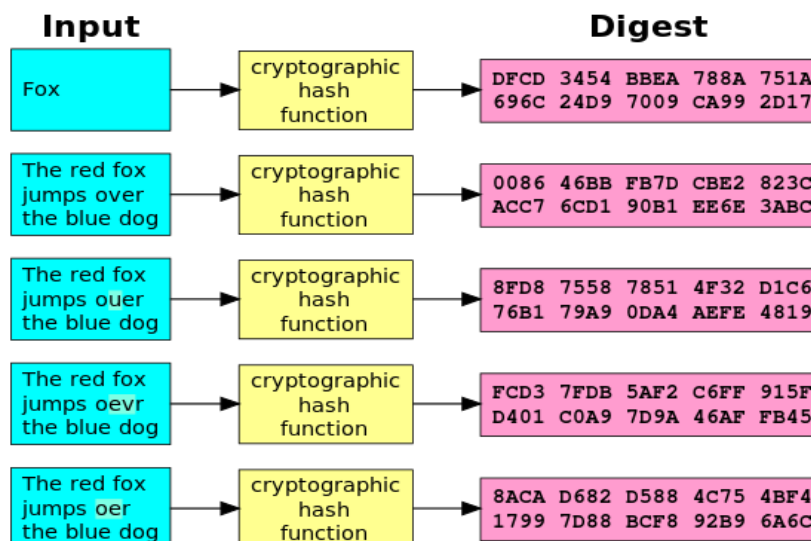 Input
Digest
Fox
cryptographic
hash
function
DFCD 3454 BBEA 788A 751A
696C 24D9 7009 CA99 2D17
The red fox
jumps over
the blue dog
cryptographic
hash
function
0086 46BB FB7D CBE2 823C
ACC7 6CD1 90B1 EE6E 3ABC
The red fox
jumps ouer
the blue dog
cryptographic
hash
function
8FD8 7558 7851 4F32 D1C6
76B1 79A9 0DA4 AEFE 4819
The red fox
jumps oevr
the blue dog
cryptographic
hash
function
FCD3 7FDB 5AF2 C6FF 915F
D401 C0A9 7D9A 46AF FB45
The red fox
jumps oer
the blue dog
cryptographic
hash
function
8ACA D682 D588 4C75 4BF4
1799 7D88 BCF8 92B9 6A6C